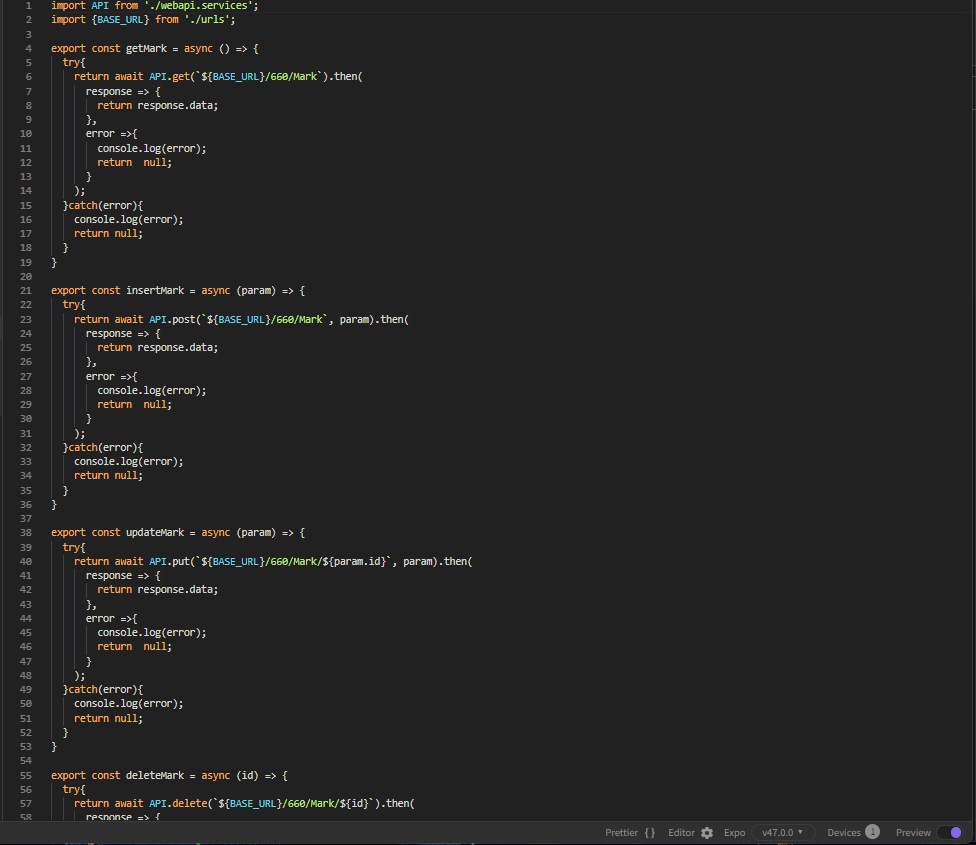 1 import API from './webapi.services';
2 import {BASE_URL} from './urls';
3
4 export const getMark = async () => {
5 try{
6 return await API.get(`${BASE_URL}/660/Mark`).then(
7 response => {
8 return response.data;
9 },
10 error =>{
11 console.log(error);
12 return  null;
13 }
14 );
15 }catch(error){
16 console.log(error);
17 return null;
18 }
19 }
20
21 export const insertMark = async (param) => {
22 try{
23 return await API.post(`${BASE_URL}/660/Mark`, param).then(
24 response => {
25 return response.data;
26 },
27 error =>{
28 console.log(error);
29 return  null;
30 }
31 );
32 }catch(error){
33 console.log(error);
34 return null;
35 }
36 }
37
38 export const updateMark = async (param) => {
39 try{
40 return await API.put(`${BASE_URL}/660/Mark/${param.id}`, param).then(
41 response => {
42 return response.data;
43 },
44 error =>{
45 console.log(error);
46 return  null;
47 }
48 );
49 }catch(error){
50 console.log(error);
51 return null;
52 }
53 }
54
55 export const deleteMark = async (id) => {
56 try{
57 return await API.delete(`${BASE_URL}/660/Mark/${id}`).then(
58 response => {
Prettier {} Editor Expo v47.0.0 Devices 1 Preview